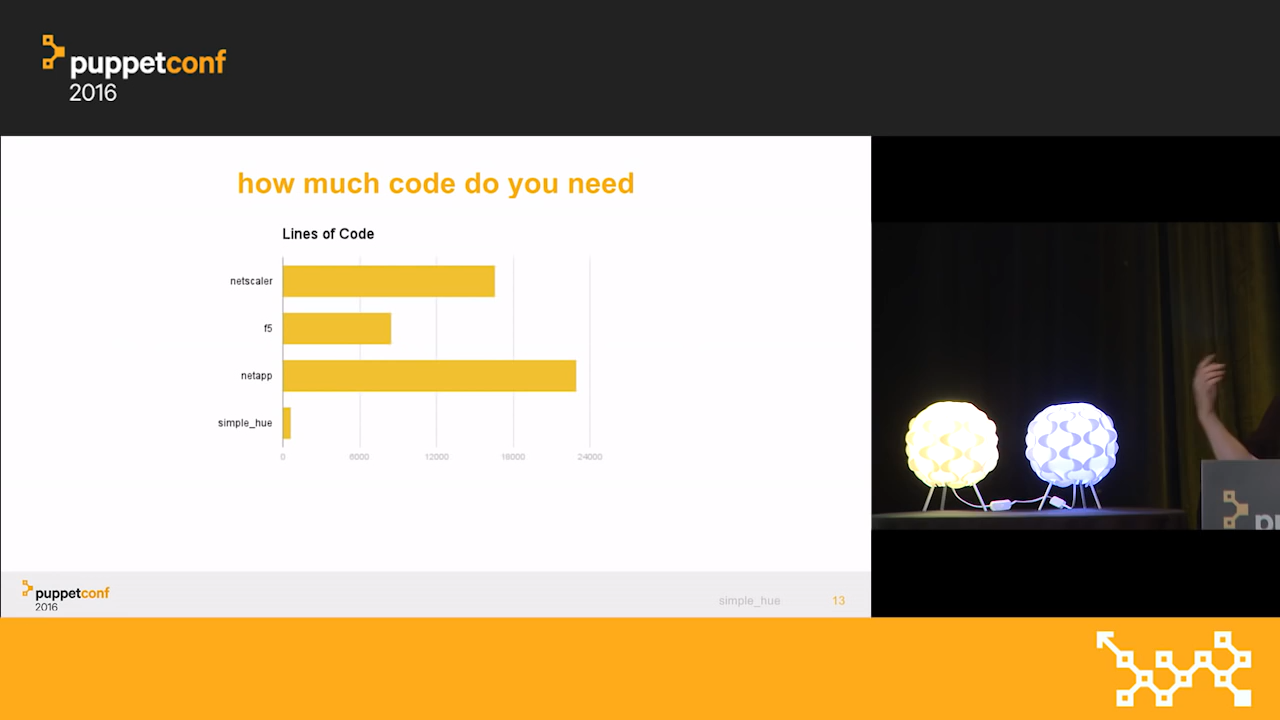 puppetconf
2016
how much code do you need
Lines of Code
netscaler
f5
netapp
simple_hue
0 6000 12000 18000 24000
puppetconf
2016
simple_hue 13